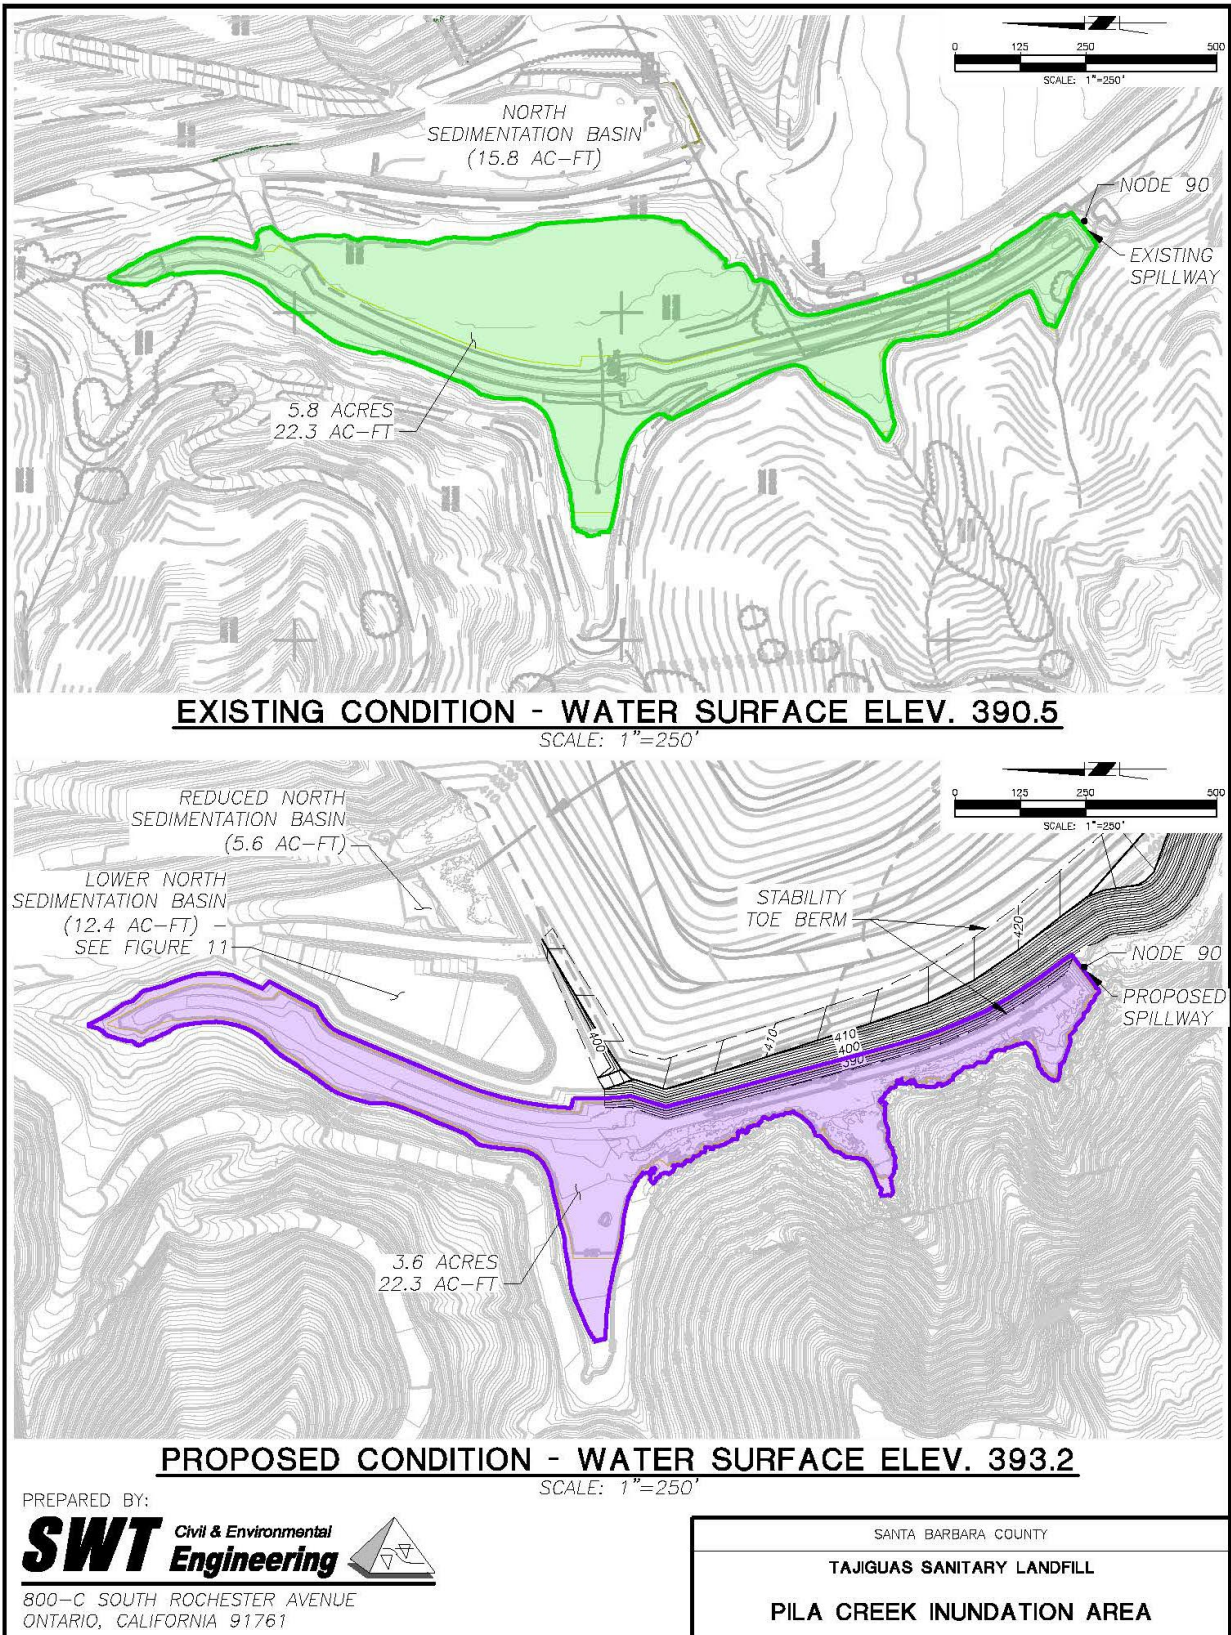 0 125 250 500
SCALE: 1"=250'
NORTH
SEDIMENTATION BASIN
(15.8 AC-FT)
NODE 90
EXISTING
SPILLWAY
5.8 ACRES
22.3 AC-FT
EXISTING CONDITION - WATER SURFACE ELEV. 390.5
SCALE: 1"=250'
0 125 250 500
SCALE: 1"=250'
REDUCED NORTH
SEDIMENTATION BASIN
(5.6 AC-FT)
410
LOWER NORTH
SEDIMENTATION BASIN
(12.4 AC-FT) -
SEE FIGURE 11
STABILITY
TOE BERM
420
NODE 90
PROPOSED
SPILLWAY
400
410
410
400
390
3.6 ACRES
22.3 AC-FT
PROPOSED CONDITION - WATER SURFACE ELEV. 393.2
SCALE: 1"=250'
PREPARED BY:
SWT Civil & Environmental
Engineering
800-C SOUTH ROCHESTER AVENUE
ONTARIO, CALIFORNIA 91761
SANTA BARBARA COUNTY
TAJIGUAS SANITARY LANDFILL
PILA CREEK INUNDATION AREA